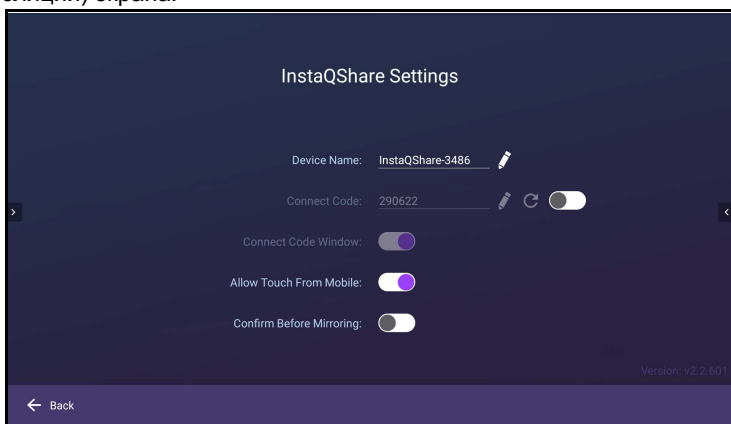 InstaQShare Settings
Device Name: InstaQShare-3486
Connect Code: 290622
Connect Code Window:
Allow Touch From Mobile:
Confirm Before Mirroring:
Version: v2.2.601
Back